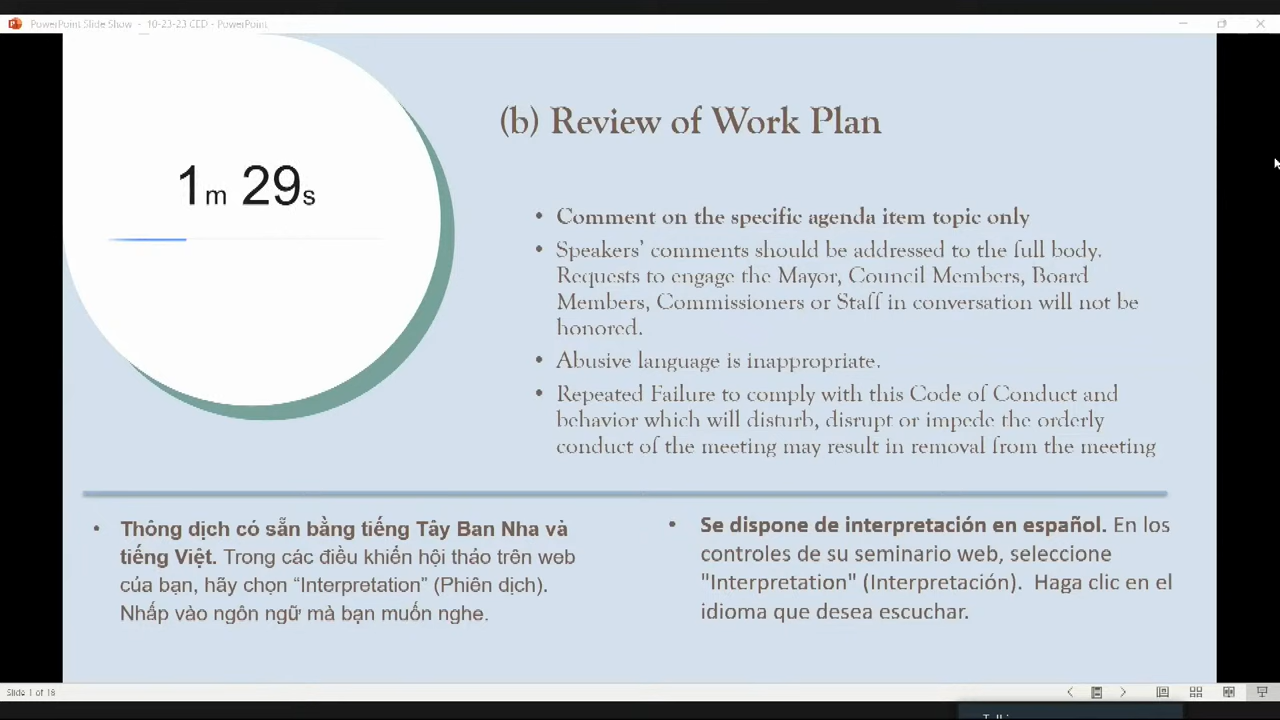 PowerPoint Slide Show - 10-23-23 CED - PowerPoint
1m 29s
(b) Review of Work Plan
• Comment on the specific agenda item topic only
• Speakers' comments should be addressed to the full body.
Requests to engage the Mayor, Council Members, Board
Members, Commissioners or Staff in conversation will not be
honored.
• Abusive language is inappropriate.
• Repeated Failure to comply with this Code of Conduct and
behavior which will disturb, disrupt or impede the orderly
conduct of the meeting may result in removal from the meeting
• Thông dịch có sẵn bằng tiếng Tây Ban Nha và
tiếng Việt. Trong các điều khiển hội thảo trên web
của bạn, hãy chọn “Interpretation” (Phiên dịch).
Nhấp vào ngôn ngữ mà bạn muốn nghe.
• Se dispone de interpretación en español. En los
controles de su seminario web, seleccione
"Interpretation" (Interpretación). Haga clic en el
idioma que desea escuchar.
Slide 1 of 16